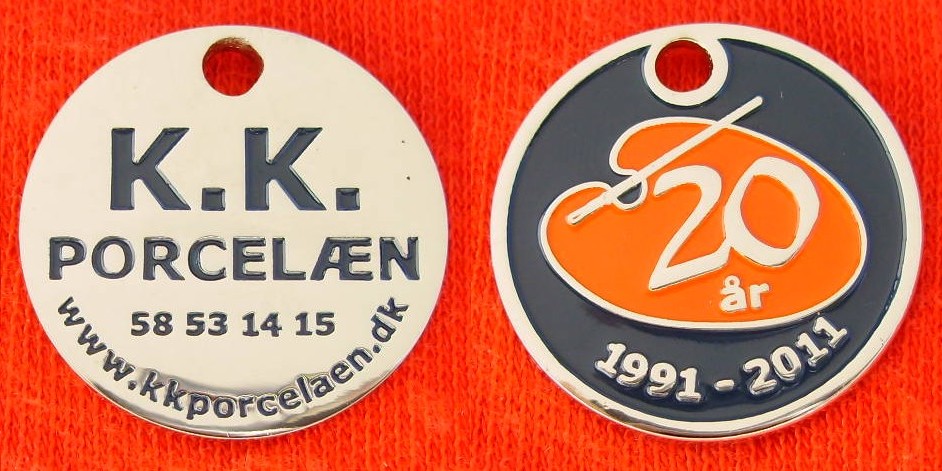 K.K.
PORCELÆN
58 53 14 15
www.kkporcelaen.dk
20
år
1991 - 2011